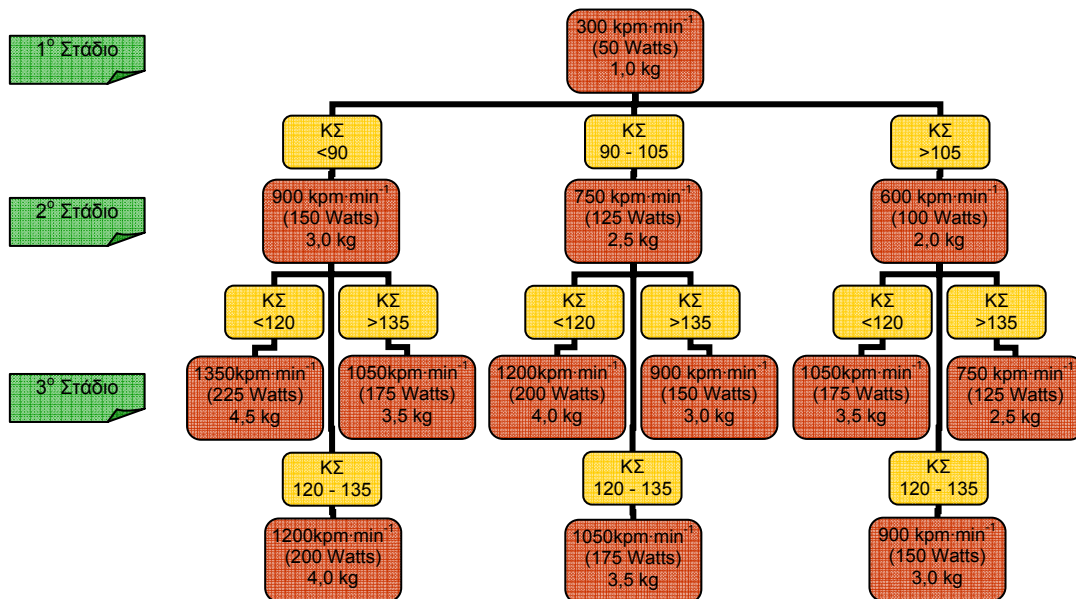 300 kpm·min⁻¹
(50 Watts)
1,0 kg
1ο Στάδιο
ΚΣ
<90
ΚΣ
90 - 105
ΚΣ
>105
2ο Στάδιο
900 kpm·min⁻¹
(150 Watts)
3,0 kg
750 kpm·min⁻¹
(125 Watts)
2,5 kg
600 kpm·min⁻¹
(100 Watts)
2,0 kg
ΚΣ
<120
ΚΣ
>135
ΚΣ
<120
ΚΣ
>135
ΚΣ
<120
ΚΣ
>135
3ο Στάδιο
1350kpm·min⁻¹
(225 Watts)
4,5 kg
1050kpm·min⁻¹
(175 Watts)
3,5 kg
1200kpm·min⁻¹
(200 Watts)
4,0 kg
900 kpm·min⁻¹
(150 Watts)
3,0 kg
1050kpm·min⁻¹
(175 Watts)
3,5 kg
750 kpm·min⁻¹
(125 Watts)
2,5 kg
ΚΣ
120 - 135
ΚΣ
120 - 135
ΚΣ
120 - 135
1200kpm·min⁻¹
(200 Watts)
4,0 kg
1050kpm·min⁻¹
(175 Watts)
3,5 kg
900 kpm·min⁻¹
(150 Watts)
3,0 kg